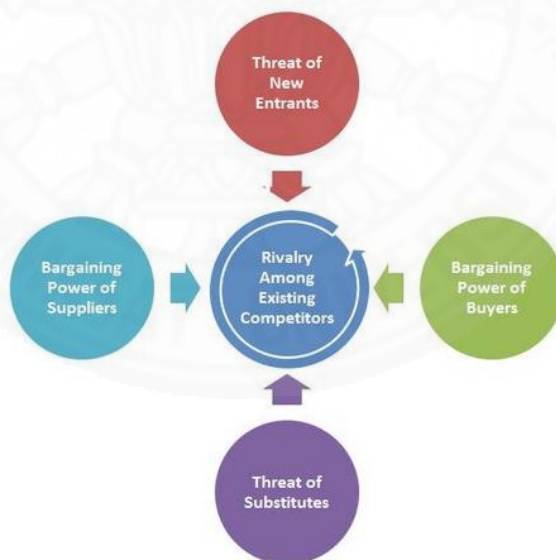 Threat of
New
Entrants
Bargaining
Power of
Suppliers
Rivalry
Among
Existing
Competitors
Bargaining
Power of
Buyers
Threat of
Substitutes